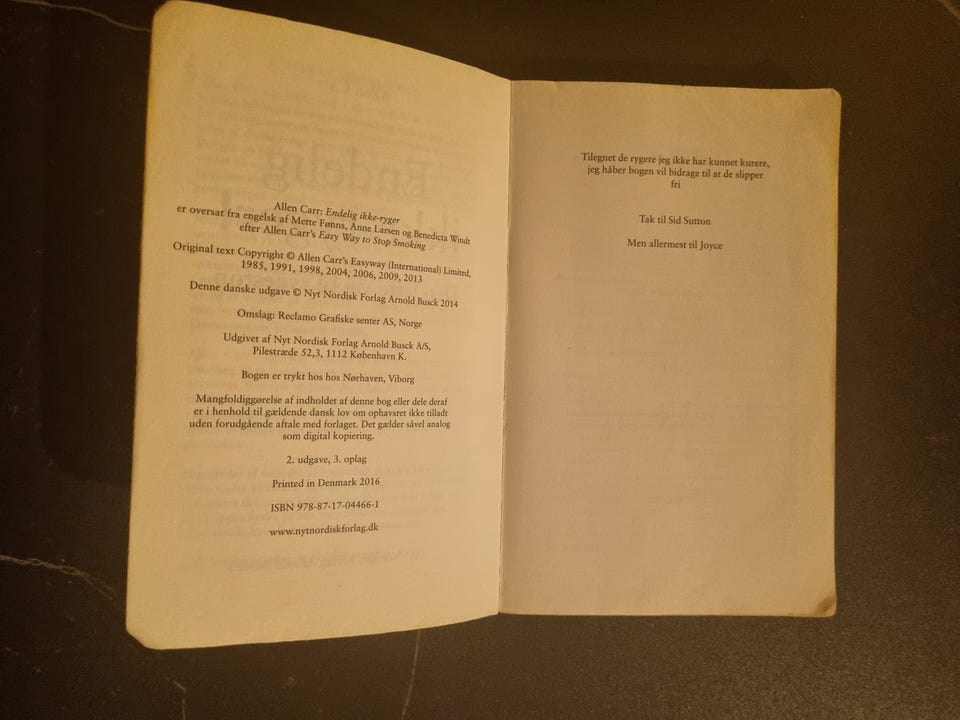 Allen Carr: Endelig ikke-ryger
er oversat fra engelsk af Mette Fønns, Anne Larsen og Benedicta Windt
efter Allen Carr's Easy Way to Stop Smoking
Original text Copyright © Allen Carr's Easyway (International) Limited,
1985, 1991, 1998, 2004, 2006, 2009, 2013
Denne danske udgave © Nyt Nordisk Forlag Arnold Busck 2014
Omslag: Reclamo Grafiske senter AS, Norge
Udgivet af Nyt Nordisk Forlag Arnold Busck A/S,
Pilestræde 52,3, 1112 København K.
Bogen er trykt hos hos Nørhaven, Viborg
Mangfoldiggørelse af indholdet af denne bog eller dele deraf
er i henhold til gældende dansk lov om ophavsret ikke tilladt
uden forudgående aftale med forlaget. Det gælder såvel analog
som digital kopiering.
2. udgave, 3. oplag
Printed in Denmark 2016
ISBN 978-87-17-04466-1
www.nytnordiskforlag.dk
Tilegnet de rygere jeg ikke har kunnet kurere,
jeg håber bogen vil bidrage til at de slipper
fri
Tak til Sid Sutton
Men allermest til Joyce